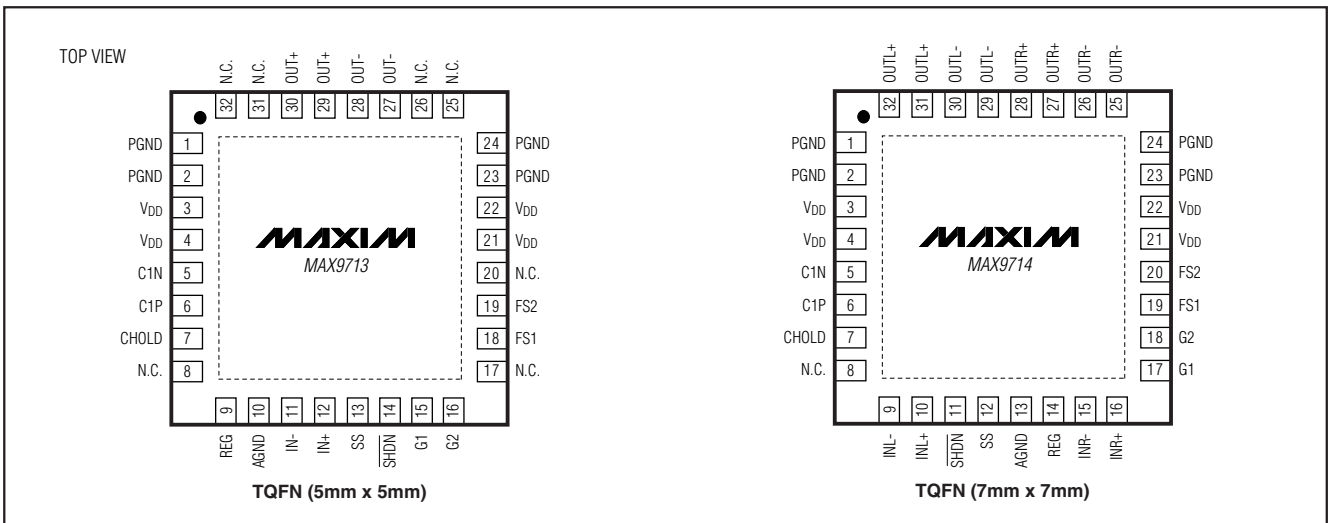 TOP VIEW
N.C. N.C. OUT+ OUT+ OUT- OUT- N.C. N.C.
32 31 30 29 28 27 26 25
PGND 1 24 PGND
PGND 2 23 PGND
VDD 3 22 VDD
VDD 4 21 VDD
C1N 5 20 N.C.
C1P 6 19 FS2
CHOLD 7 18 FS1
N.C. 8 17 N.C.
MAXIM
MAX9713
9 10 11 12 13 14 15 16
REG AGND IN- IN+ SS SHDN G1 G2
TQFN (5mm x 5mm)
OUTL+ OUTL+ OUTL- OUTL- OUTR+ OUTR+ OUTR- OUTR-
32 31 30 29 28 27 26 25
PGND 1 24 PGND
PGND 2 23 PGND
VDD 3 22 VDD
VDD 4 21 VDD
C1N 5 20 FS2
C1P 6 19 FS1
CHOLD 7 18 G2
N.C. 8 17 G1
MAXIM
MAX9714
9 10 11 12 13 14 15 16
INL- INL+ SHDN SS AGND REG INR- INR+
TQFN (7mm x 7mm)